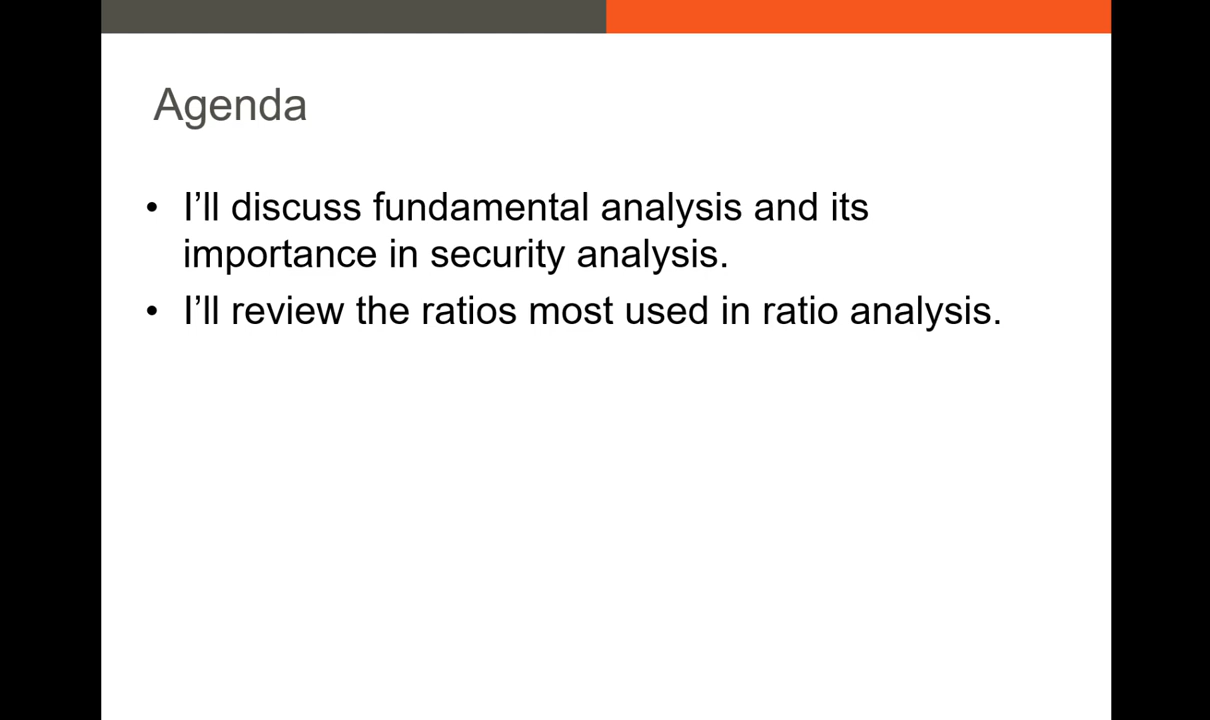 Agenda
• I’ll discuss fundamental analysis and its
importance in security analysis.
• I’ll review the ratios most used in ratio analysis.